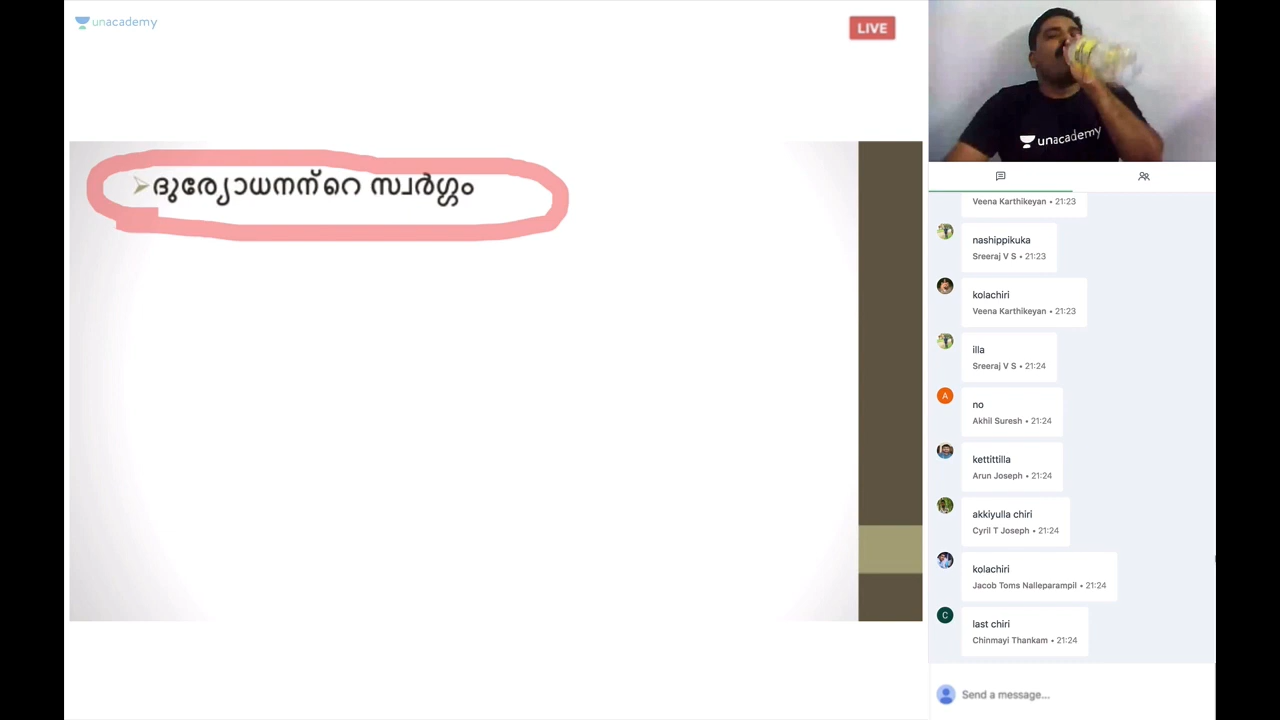 unacademy
LIVE
ദുര്യോധനന്റെ സ്വർഗ്ഗം
unacademy
Veena Karthikeyan • 21:23
nashippikuka
Sreeraj V S • 21:23
kolachiri
Veena Karthikeyan • 21:23
illa
Sreeraj V S • 21:24
A
no
Akhil Suresh • 21:24
kettittilla
Arun Joseph • 21:24
akkiyulla chiri
Cyril T Joseph • 21:24
kolachiri
Jacob Toms Nalleparampil • 21:24
C
last chiri
Chinmayi Thankam • 21:24
Send a message...